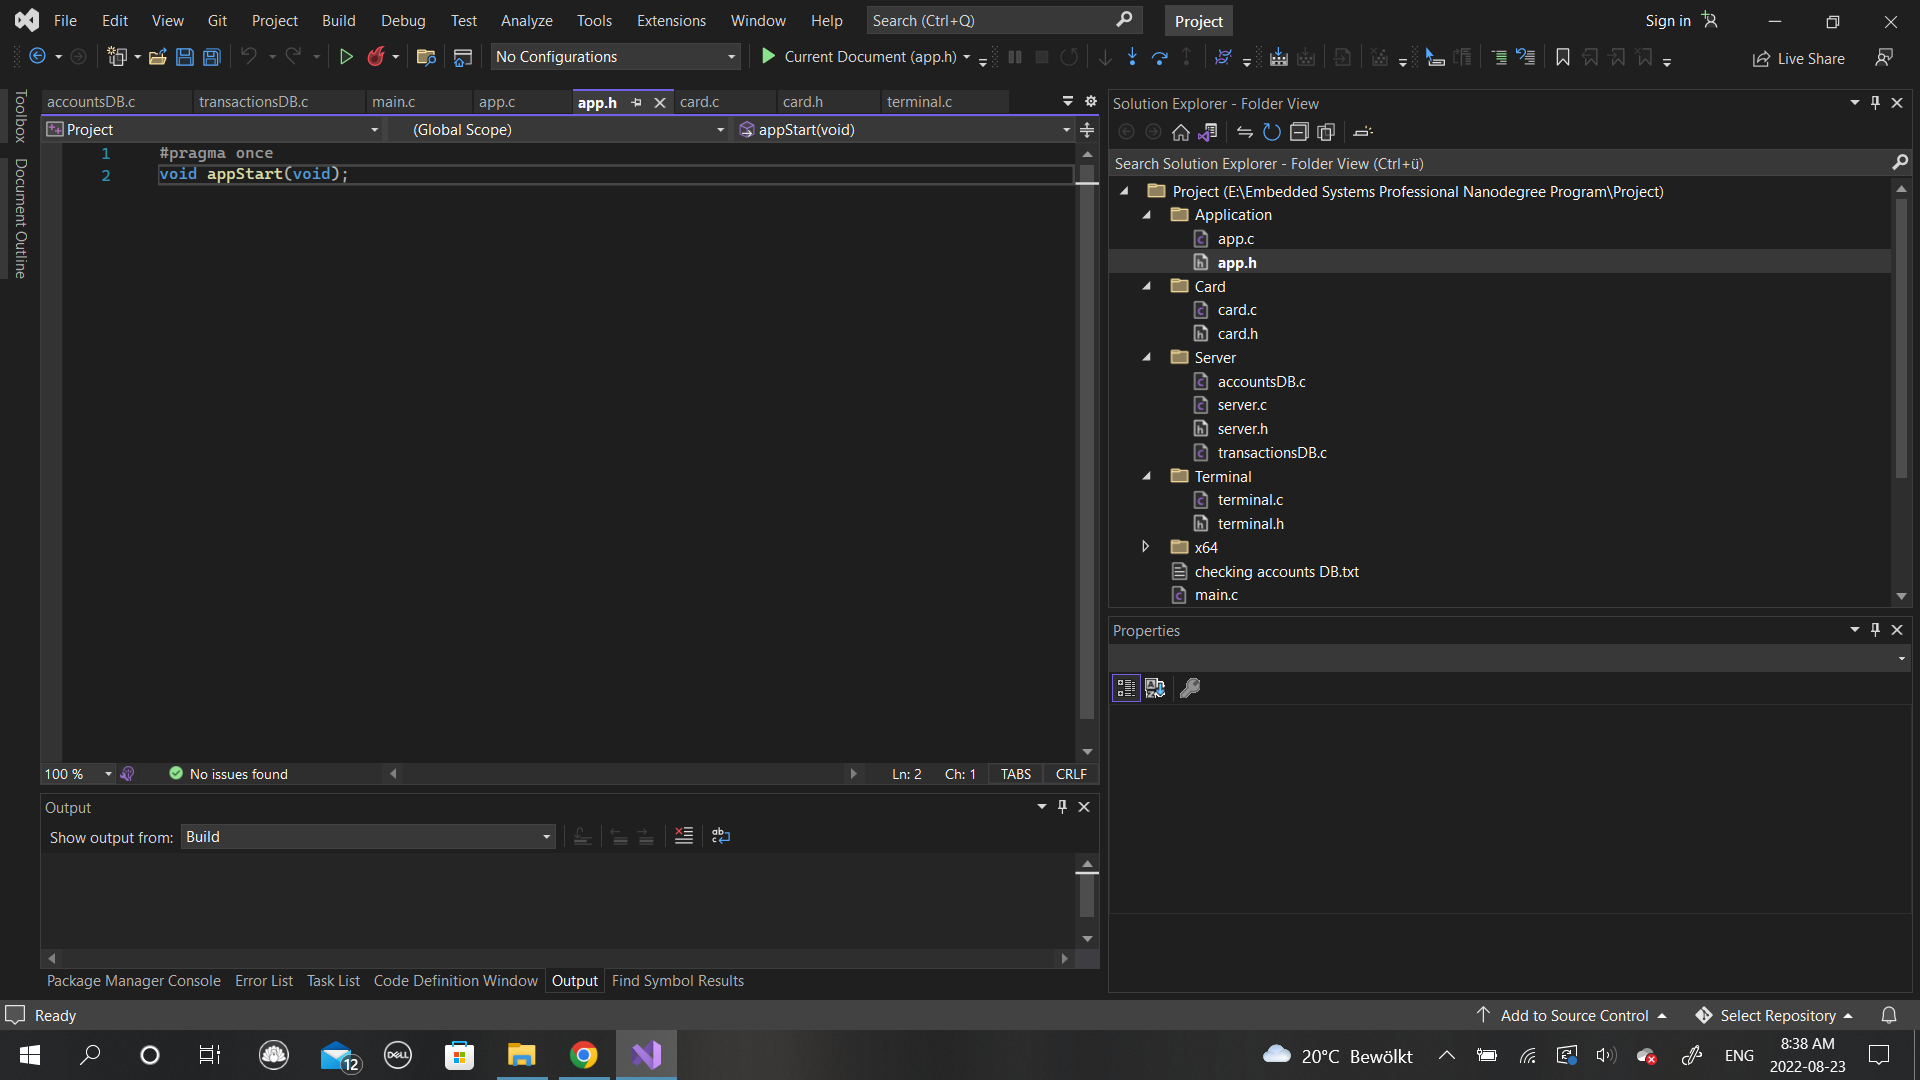 File Edit View Git Project Build Debug Test Analyze Tools Extensions Window Help Search (Ctrl+Q) Project Sign in
No Configurations Current Document (app.h) Live Share
Toolbox
Document Outline
accountsDB.c transactionsDB.c main.c app.c app.h card.c card.h terminal.c
Project (Global Scope) appStart(void)
1 #pragma once
2 void appStart(void);
100 % No issues found Ln: 2 Ch: 1 TABS CRLF
Output
Show output from: Build
Package Manager Console Error List Task List Code Definition Window Output Find Symbol Results
Solution Explorer - Folder View
Search Solution Explorer - Folder View (Ctrl+ü)
Project (E:\Embedded Systems Professional Nanodegree Program\Project)
Application
app.c
app.h
Card
card.c
card.h
Server
accountsDB.c
server.c
server.h
transactionsDB.c
Terminal
terminal.c
terminal.h
x64
checking accounts DB.txt
main.c
Properties
Ready Add to Source Control Select Repository
12 DELL 20°C Bewölkt ENG 8:38 AM
2022-08-23